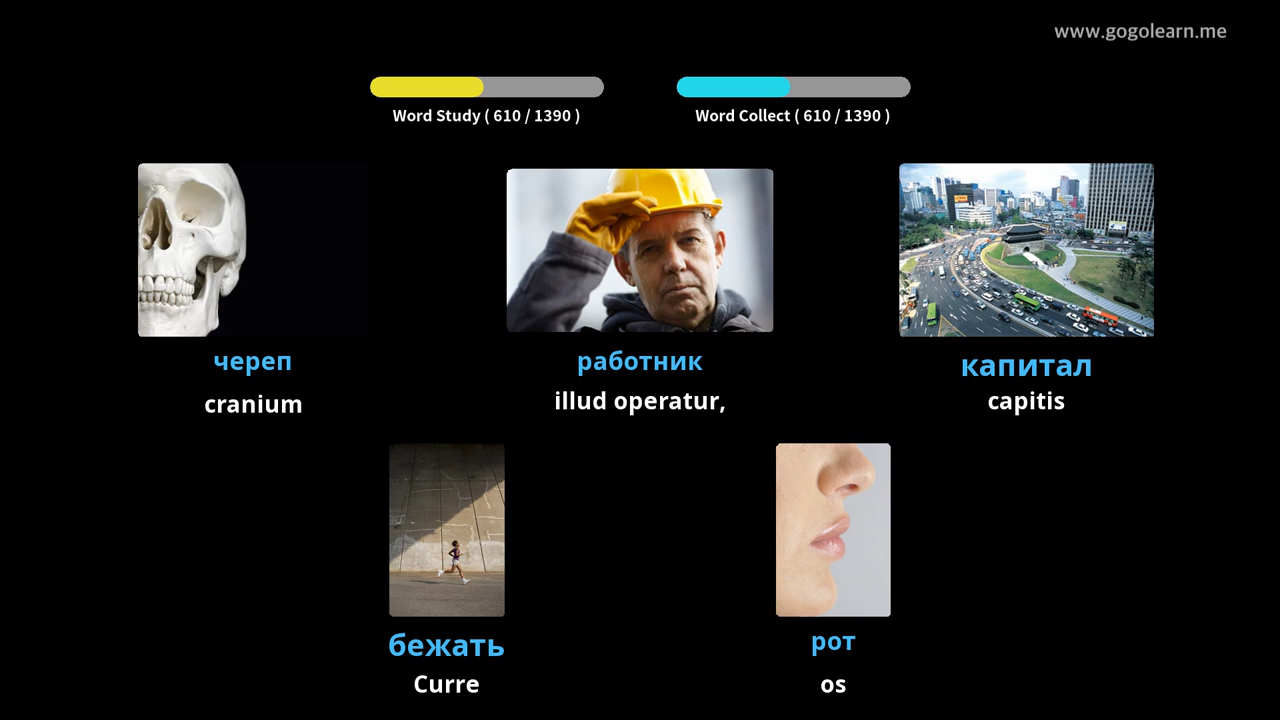 www.gogolearn.me
Word Study ( 610 / 1390 )
Word Collect ( 610 / 1390 )
череп
работник
капитал
cranium
illud operatur,
capitis
бежать
рот
Curre
os